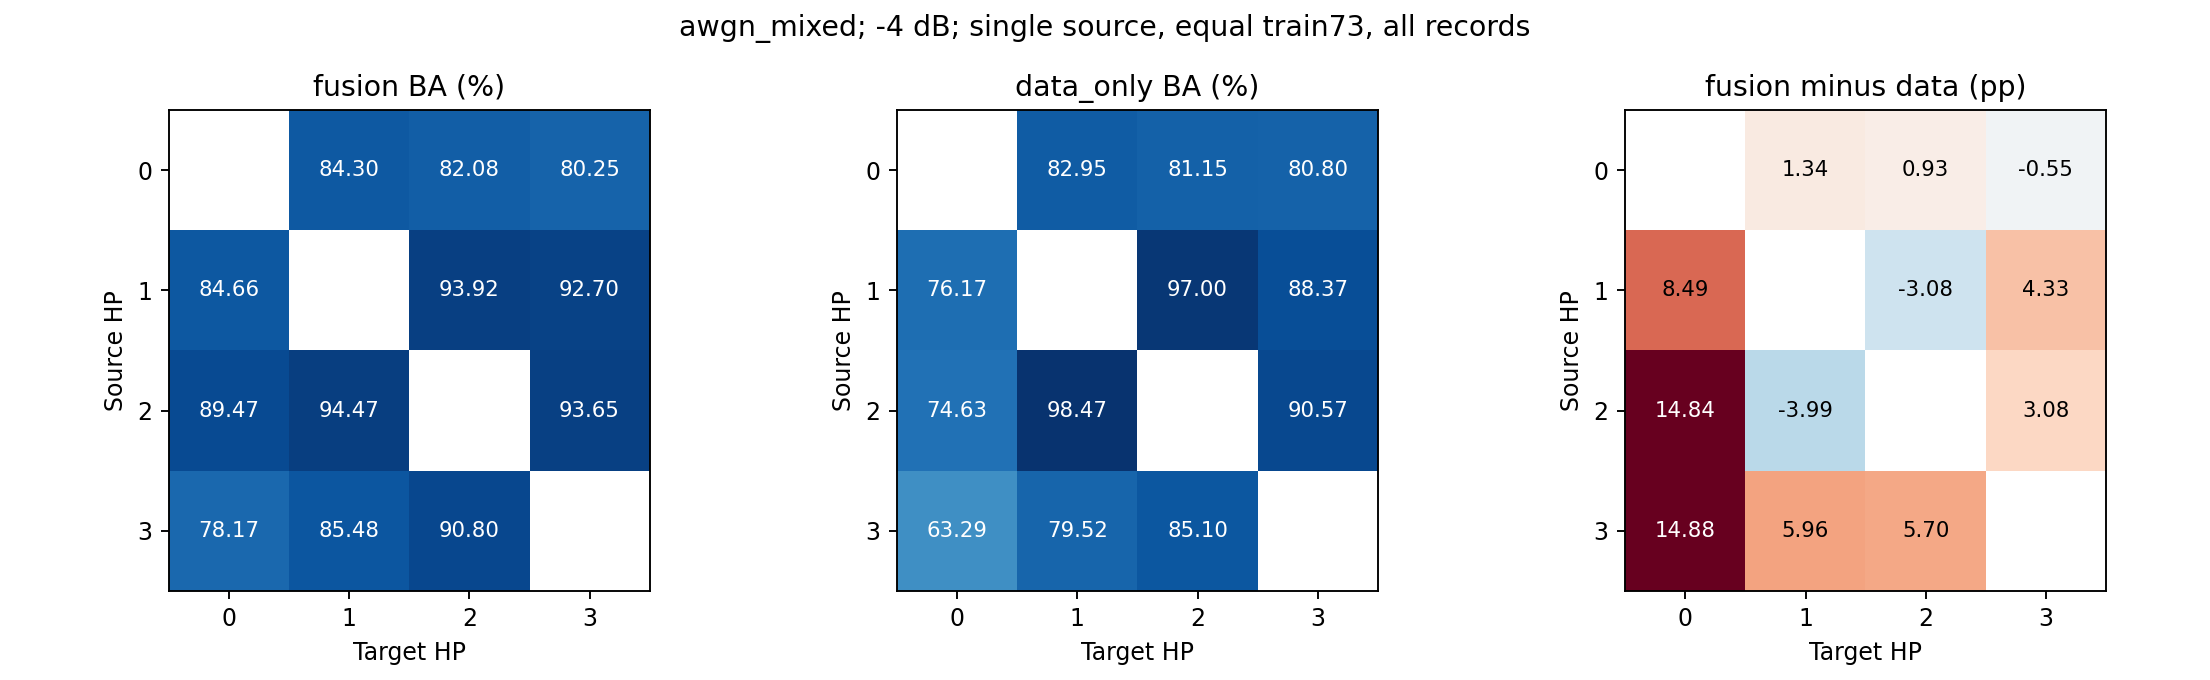 awgn_mixed; -4 dB; single source, equal train73, all records
fusion BA (%)
Source HP
0
84.30 82.08 80.25
1
84.66 93.92 92.70
2
89.47 94.47 93.65
3
78.17 85.48 90.80
0 1 2 3
Target HP
data_only BA (%)
Source HP
0
82.95 81.15 80.80
1
76.17 97.00 88.37
2
74.63 98.47 90.57
3
63.29 79.52 85.10
0 1 2 3
Target HP
fusion minus data (pp)
Source HP
0
1.34 0.93 -0.55
1
8.49 -3.08 4.33
2
14.84 -3.99 3.08
3
14.88 5.96 5.70
0 1 2 3
Target HP